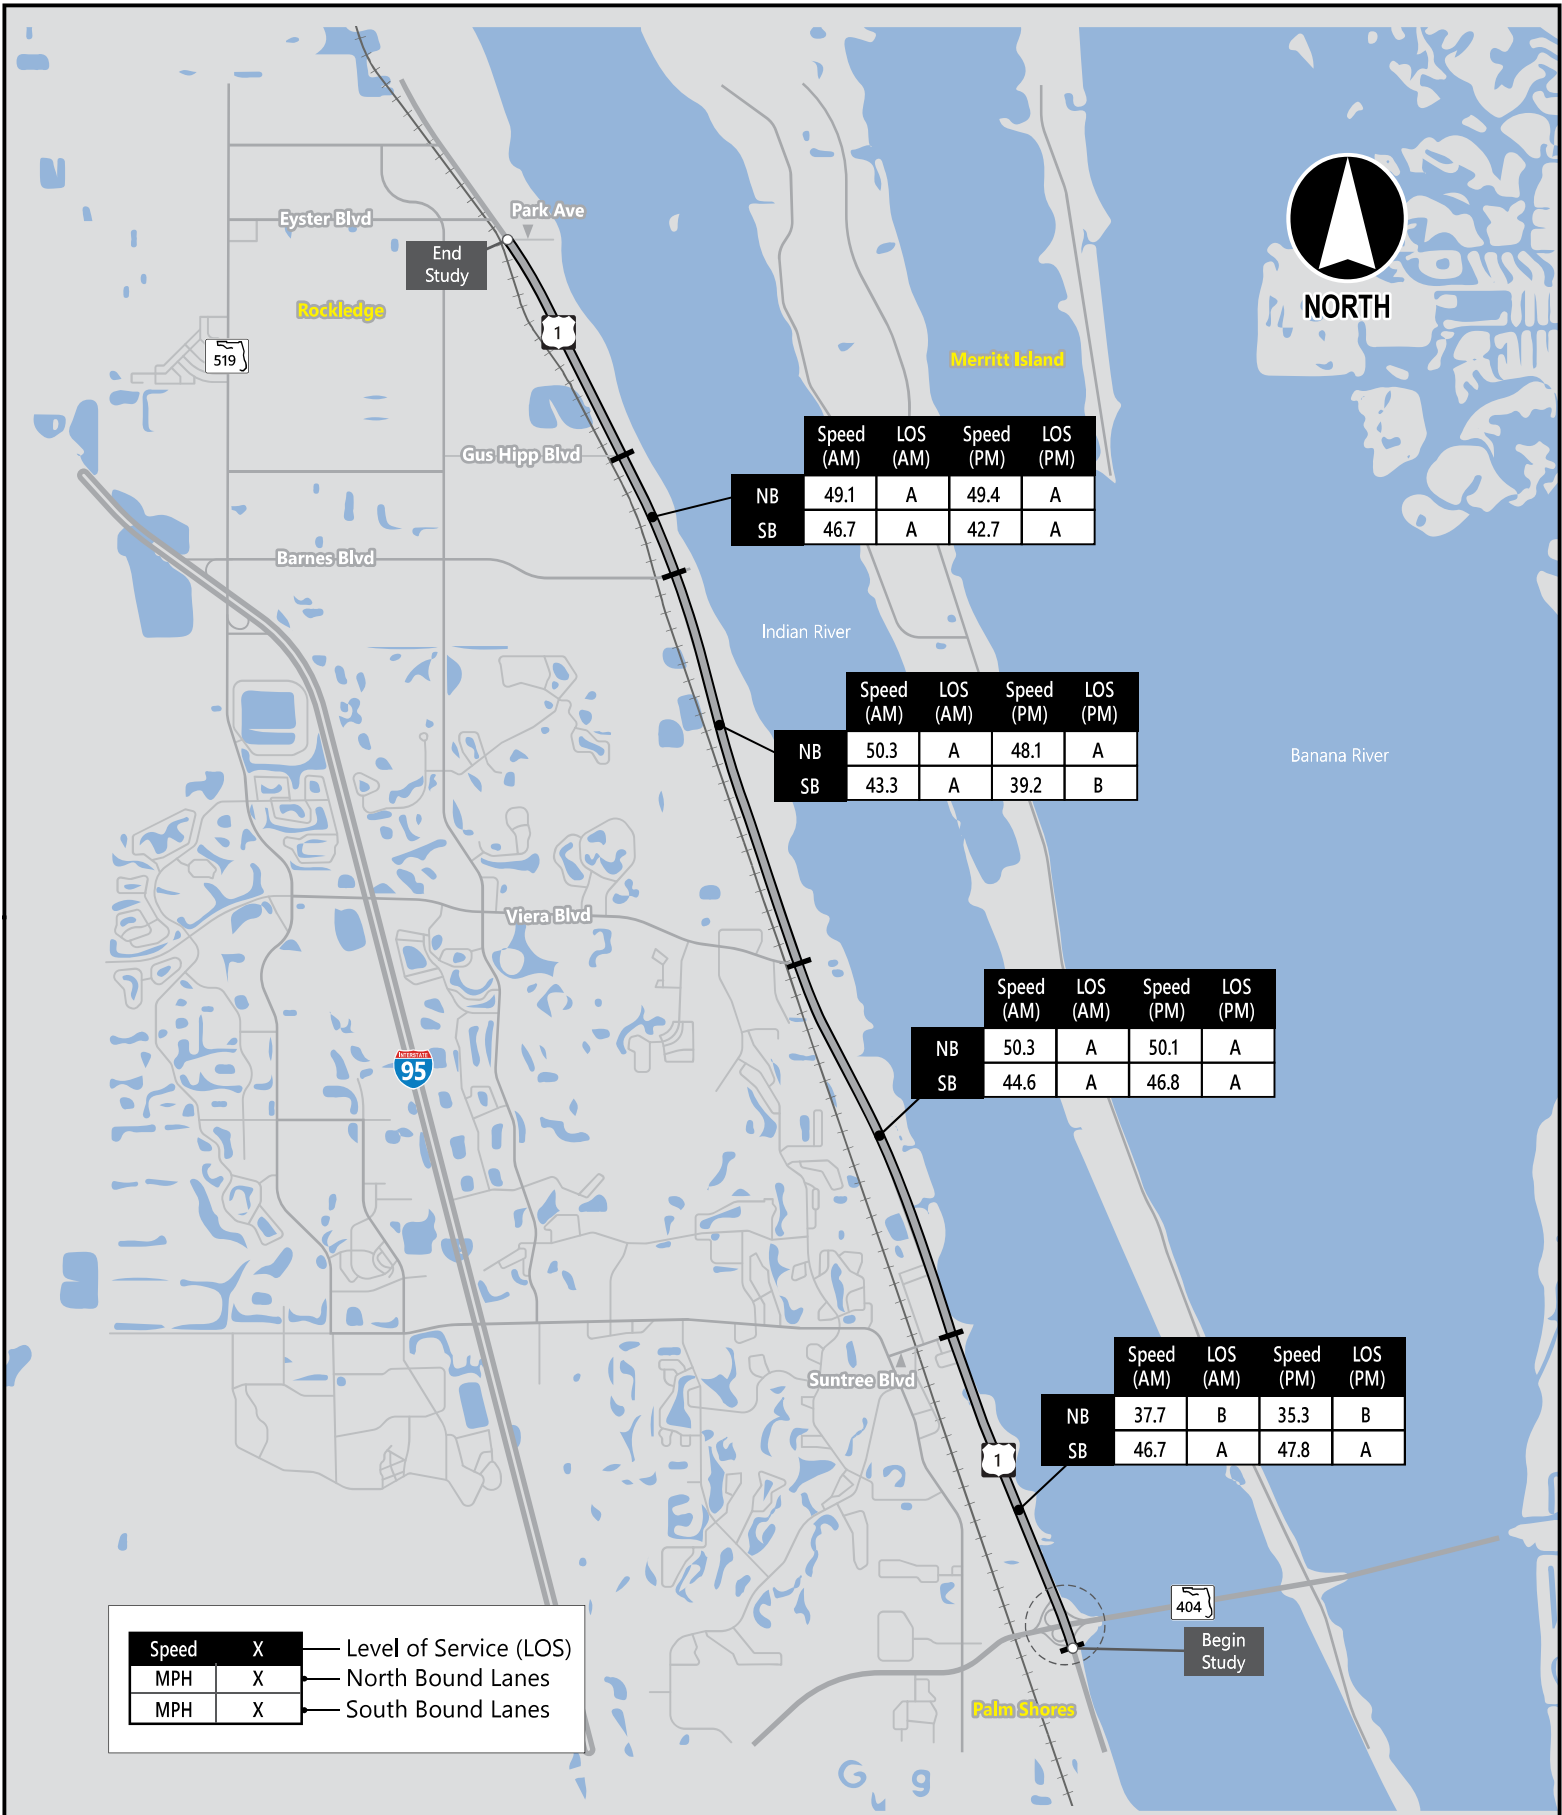 Eyster Blvd
Park Ave
End
Study
Rockledge
1
519
NORTH
Merritt Island
Gus Hipp Blvd
Speed LOS Speed LOS
(AM) (AM) (PM) (PM)
NB 49.1 A 49.4 A
SB 46.7 A 42.7 A
Barnes Blvd
Indian River
Speed LOS Speed LOS
(AM) (AM) (PM) (PM)
NB 50.3 A 48.1 A
SB 43.3 A 39.2 B
Banana River
Viera Blvd
Speed LOS Speed LOS
(AM) (AM) (PM) (PM)
NB 50.3 A 50.1 A
SB 44.6 A 46.8 A
INTERSTATE
95
Suntree Blvd
Speed LOS Speed LOS
(AM) (AM) (PM) (PM)
NB 37.7 B 35.3 B
SB 46.7 A 47.8 A
1
404
Begin
Study
Palm Shores
Speed X Level of Service (LOS)
MPH X North Bound Lanes
MPH X South Bound Lanes